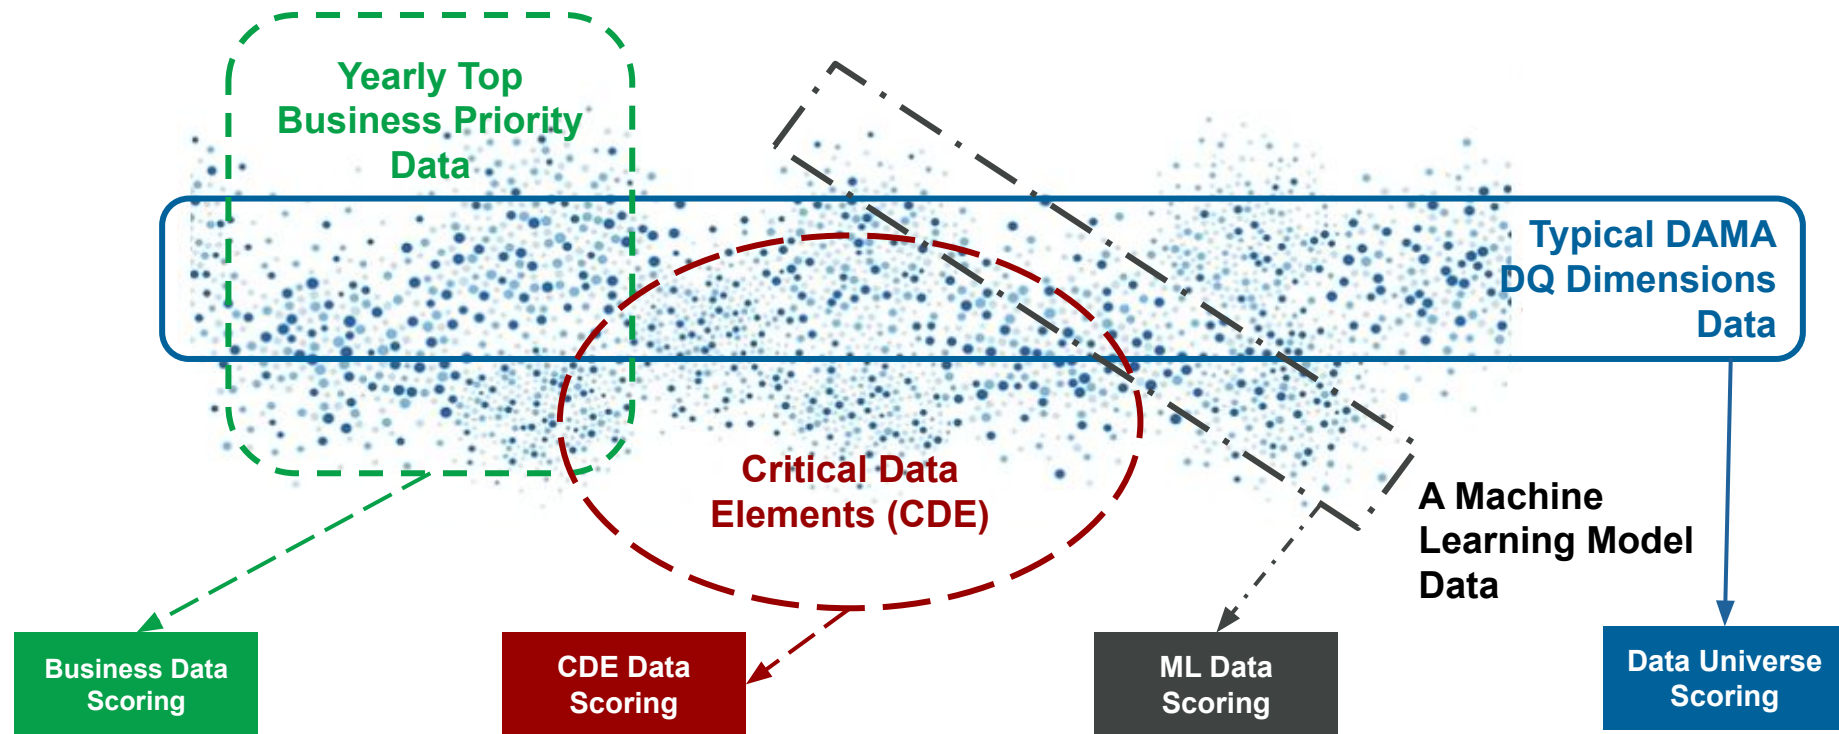 Yearly Top
Business Priority
Data
Typical DAMA
DQ Dimensions
Data
Critical Data
Elements (CDE)
A Machine
Learning Model
Data
Business Data
Scoring
CDE Data
Scoring
ML Data
Scoring
Data Universe
Scoring